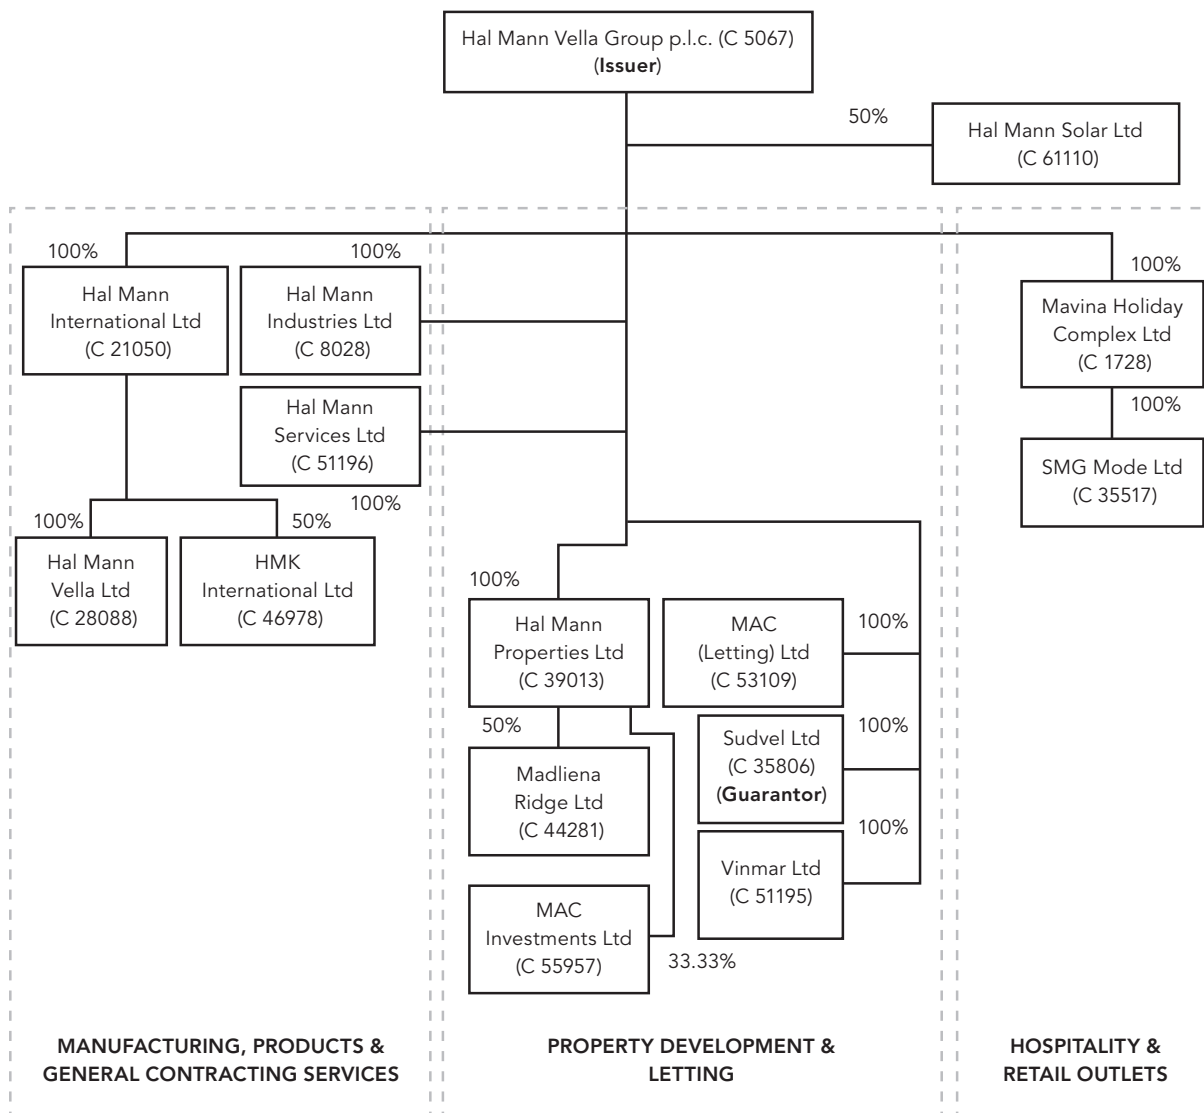 Hal Mann Vella Group p.l.c. (C 5067)
(Issuer)
50%
Hal Mann Solar Ltd
(C 61110)
100%
Hal Mann
International Ltd
(C 21050)
100%
Hal Mann
Industries Ltd
(C 8028)
Hal Mann
Services Ltd
(C 51196)
100%
100%
Hal Mann
Vella Ltd
(C 28088)
50%
HMK
International Ltd
(C 46978)
100%
Hal Mann
Properties Ltd
(C 39013)
50%
Madliena
Ridge Ltd
(C 44281)
MAC
Investments Ltd
(C 55957)
33.33%
MAC
(Letting) Ltd
(C 53109)
100%
Sudvel Ltd
(C 35806)
(Guarantor)
100%
Vinmar Ltd
(C 51195)
100%
100%
Mavina Holiday
Complex Ltd
(C 1728)
100%
SMG Mode Ltd
(C 35517)
MANUFACTURING, PRODUCTS &
GENERAL CONTRACTING SERVICES
PROPERTY DEVELOPMENT &
LETTING
HOSPITALITY &
RETAIL OUTLETS